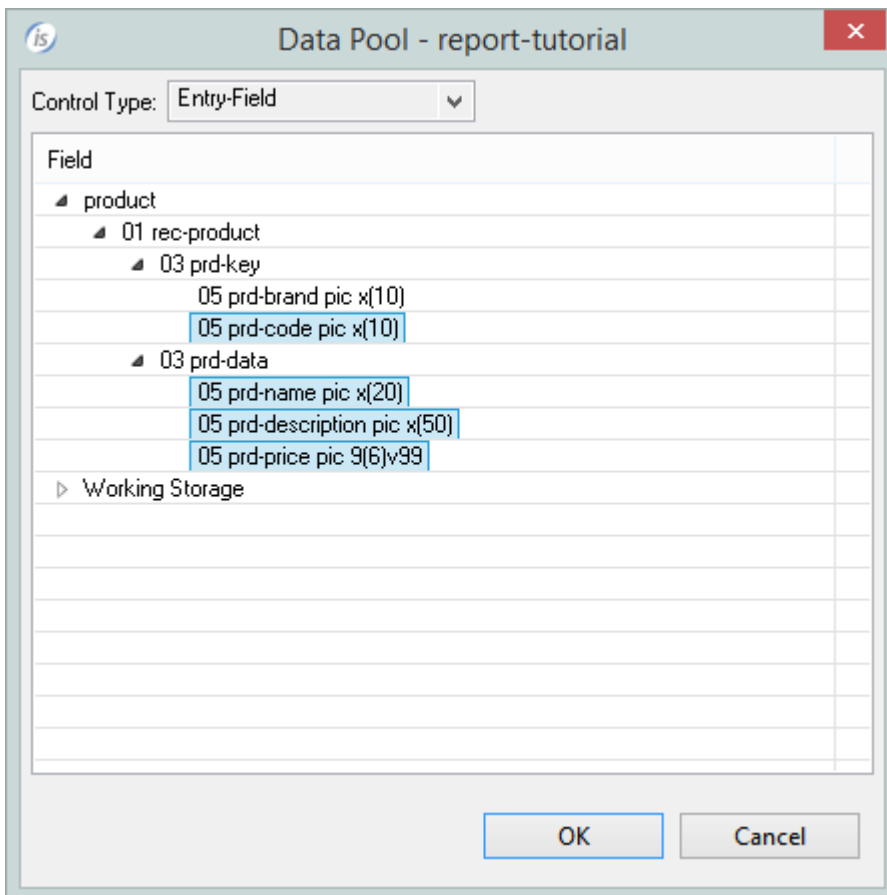 is
Data Pool - report-tutorial
Control Type: Entry-Field
Field
product
01 rec-product
03 prd-key
05 prd-brand pic x(10)
05 prd-code pic x(10)
03 prd-data
05 prd-name pic x(20)
05 prd-description pic x(50)
05 prd-price pic 9(6)v99
Working Storage
OK Cancel